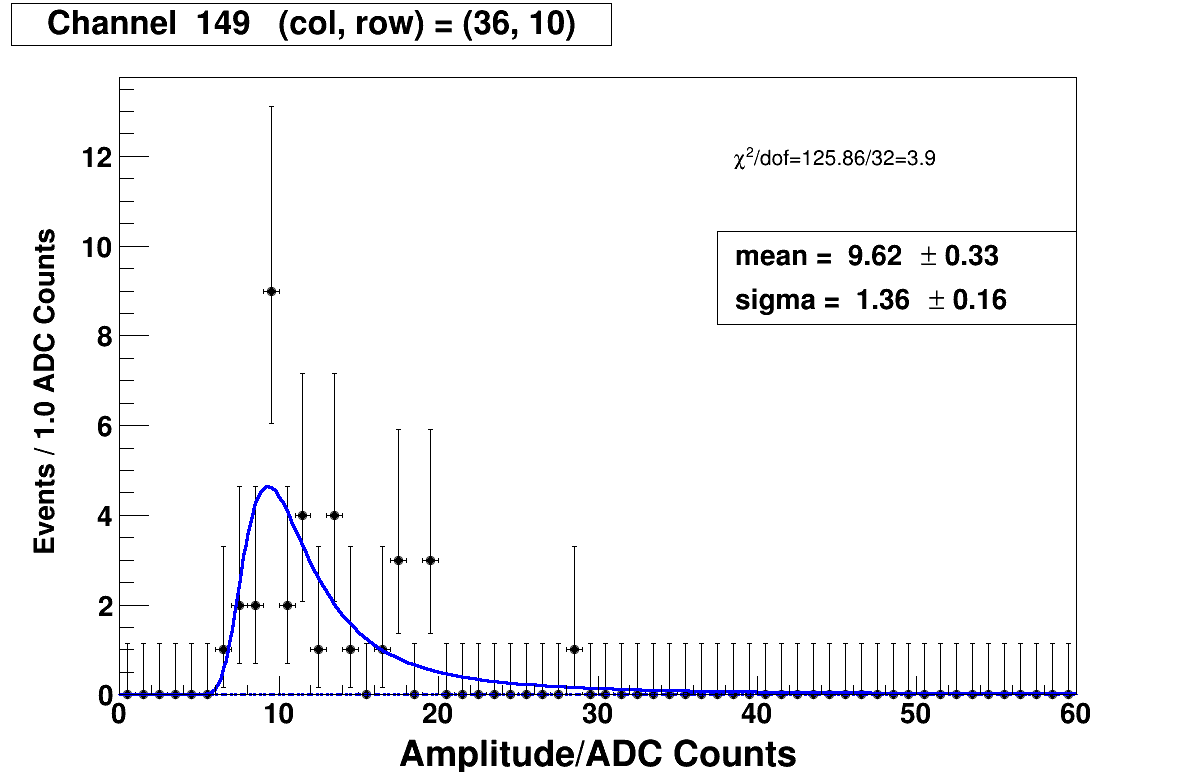 Channel 149 (col, row) = (36, 10)
χ²/dof=125.86/32=3.9
mean = 9.62 ± 0.33
sigma = 1.36 ± 0.16
Events / 1.0 ADC Counts
12
10
8
6
4
2
0
0 10 20 30 40 50 60
Amplitude/ADC Counts